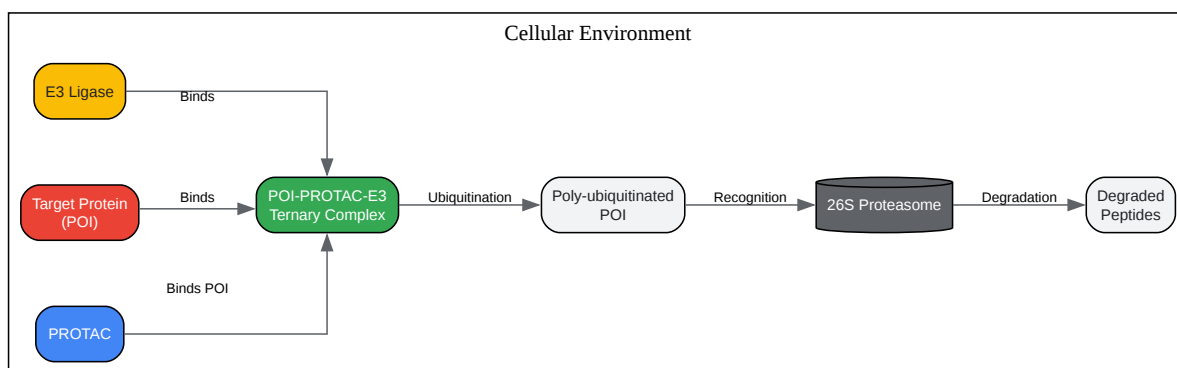 Cellular Environment
E3 Ligase
Binds
Target Protein
(POI)
Binds
POI-PROTAC-E3
Ternary Complex
Ubiquitination
Poly-ubiquitinated
POI
Recognition
26S Proteasome
Degradation
Degraded
Peptides
Binds POI
PROTAC